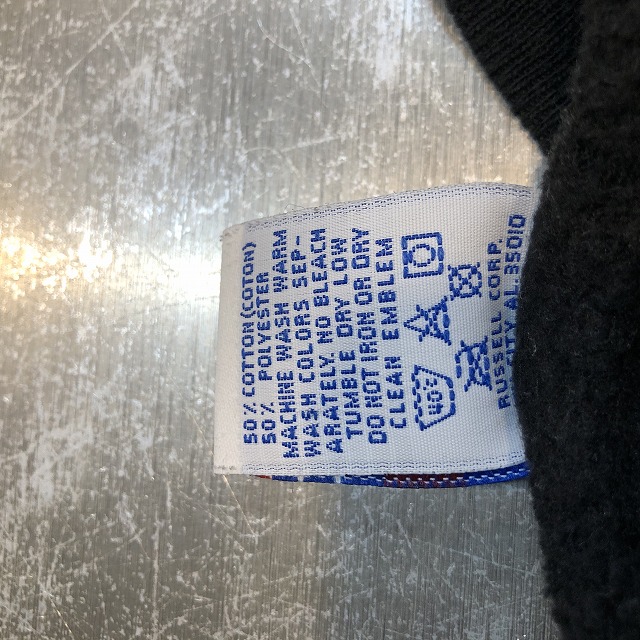 50% COTTON (COTON)
50% POLYESTER
MACHINE WASH WARM
WASH COLORS SEP-
ARATELY. NO BLEACH
TUMBLE DRY LOW
DO NOT IRON OR DRY
CLEAN EMBLEM
40°C
RUSSELL CORP.
AL 35010